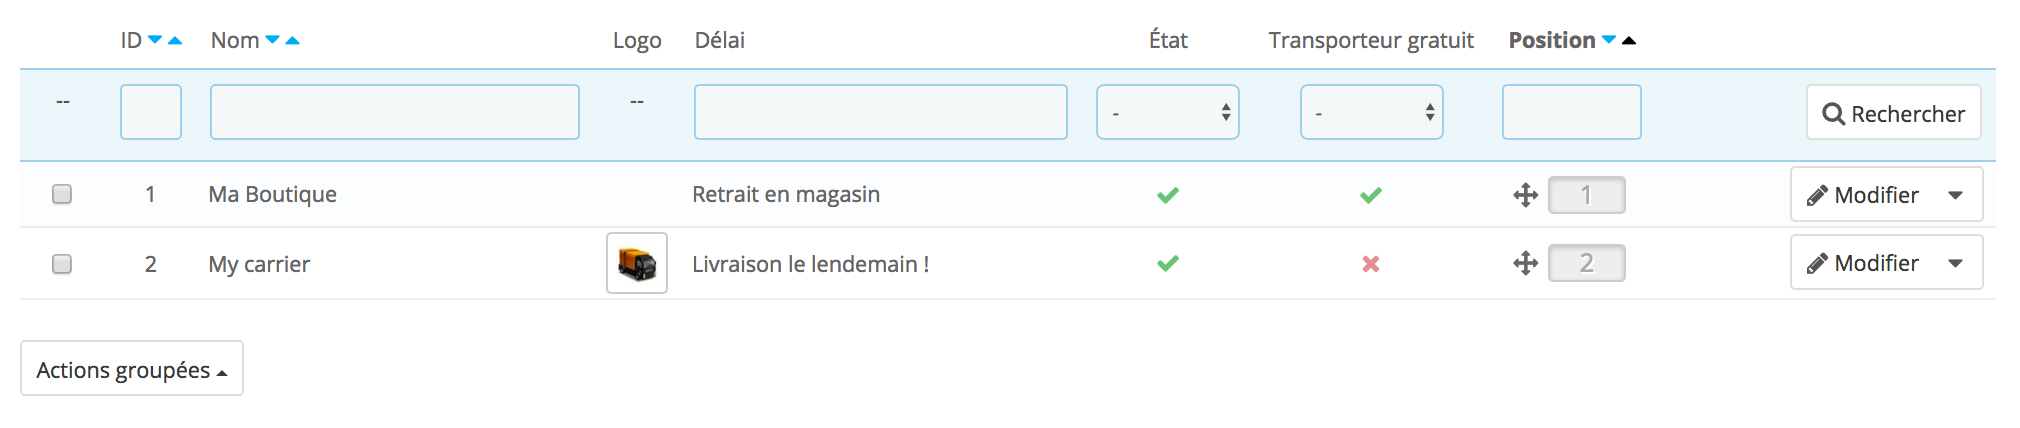 ID Nom Logo Délai État Transporteur gratuit Position
-- -- - - Rechercher
1 Ma Boutique Retrait en magasin 1 Modifier
2 My carrier Livraison le lendemain ! 2 Modifier
Actions groupées